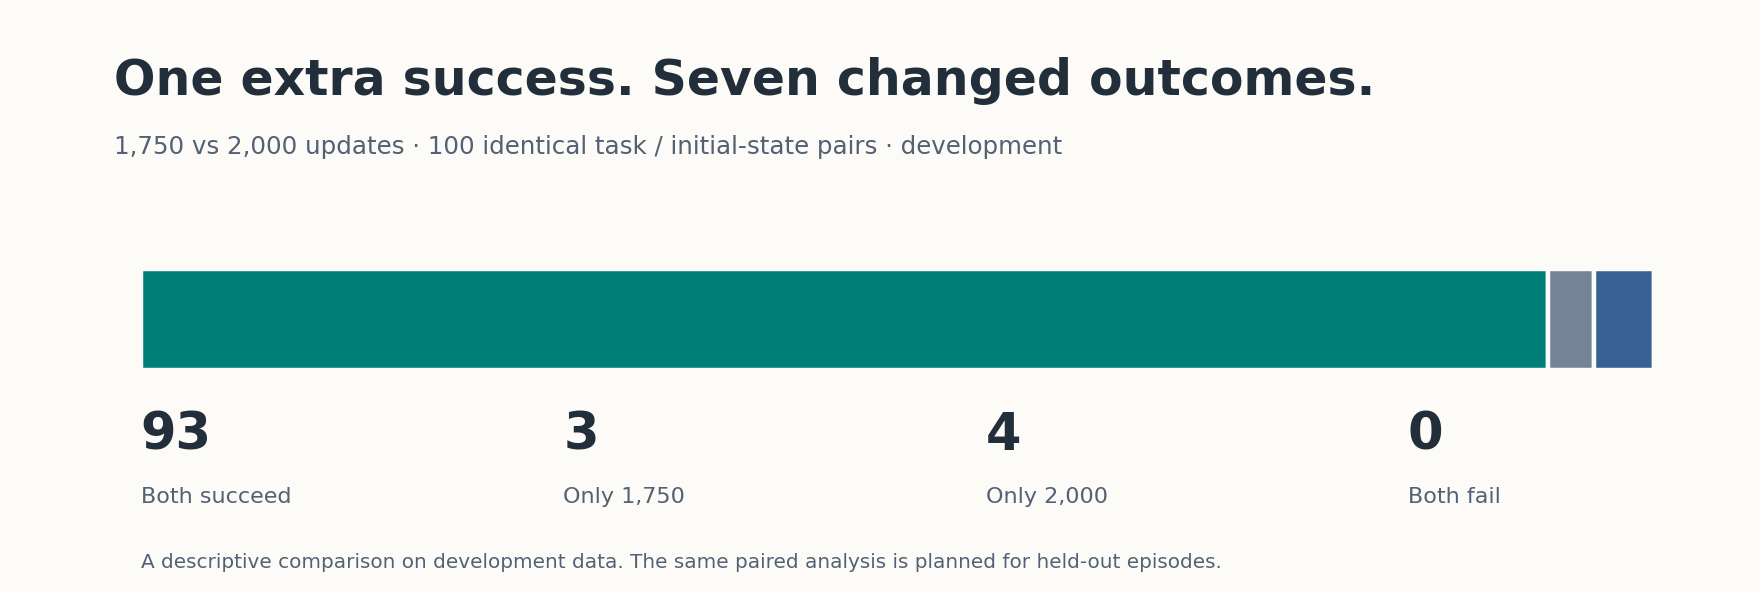 One extra success. Seven changed outcomes.
1,750 vs 2,000 updates · 100 identical task / initial-state pairs · development
93
3
4
0
Both succeed
Only 1,750
Only 2,000
Both fail
A descriptive comparison on development data. The same paired analysis is planned for held-out episodes.